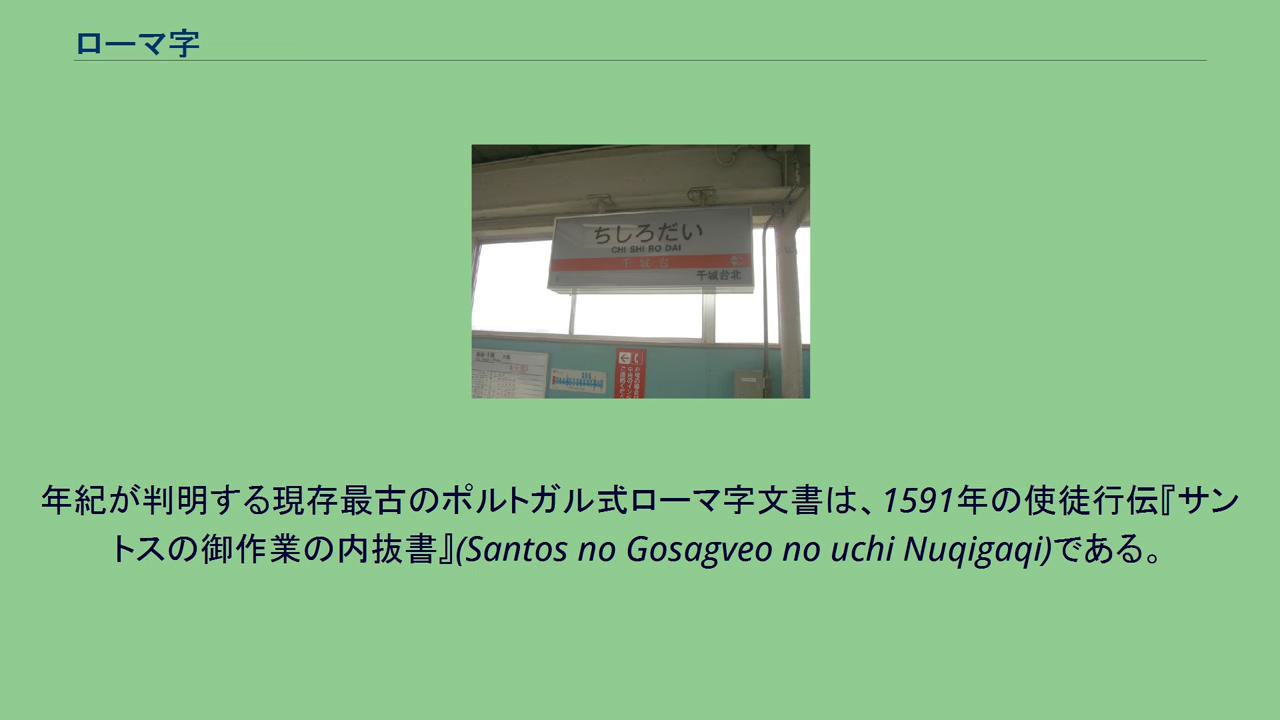 ローマ字
ちしろだい
CHI SHI RO DAI
千城台
千城台北
年紀が判明する現存最古のポルトガル式ローマ字文書は、1591年の使徒行伝『サン
トスの御作業の内抜書』(Santos no Gosagveo no uchi Nuqigaqi)である。